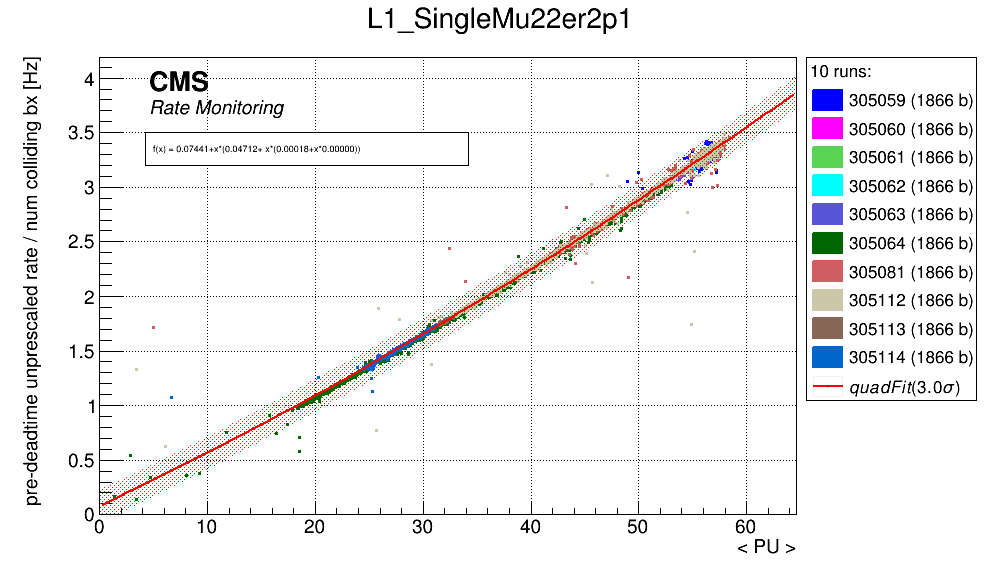 L1_SingleMu22er2p1
pre-deadtime unprescaled rate / num colliding bx [Hz]
4
3.5
3
2.5
2
1.5
1
0.5
0
CMS
Rate Monitoring
f(x) = 0.07441+x*(0.04712+ x*(0.00018+x*0.00000))
0 10 20 30 40 50 60
< PU >
10 runs:
305059 (1866 b)
305060 (1866 b)
305061 (1866 b)
305062 (1866 b)
305063 (1866 b)
305064 (1866 b)
305081 (1866 b)
305112 (1866 b)
305113 (1866 b)
305114 (1866 b)
quadFit(3.0σ)